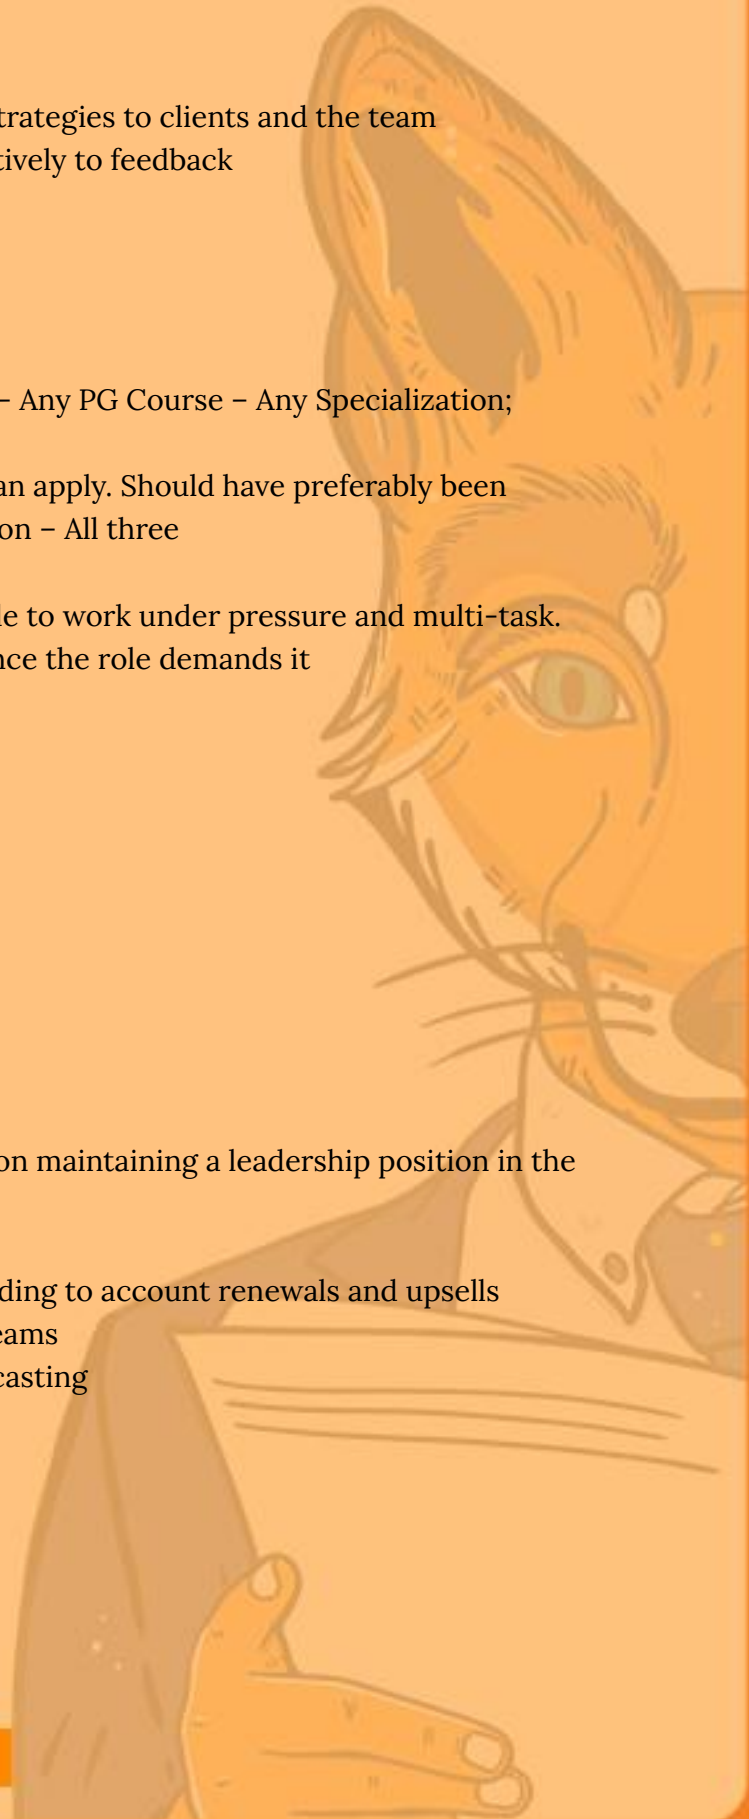 trategies to clients and the team
tively to feedback
– Any PG Course – Any Specialization;
an apply. Should have preferably been
on – All three
le to work under pressure and multi-task.
nce the role demands it
on maintaining a leadership position in the
ding to account renewals and upsells
eams
casting